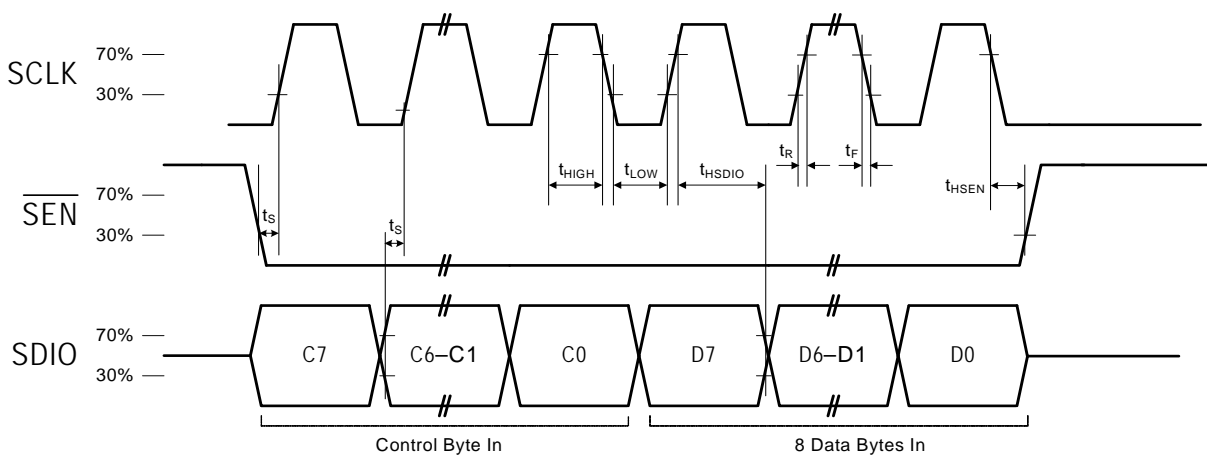 SCLK
70%
30%
tR
tF
tHIGH
tLOW
tHSDIO
tHSEN
SEN
70%
30%
tS
tS
SDIO
70%
30%
C7
C6–C1
C0
D7
D6–D1
D0
Control Byte In
8 Data Bytes In